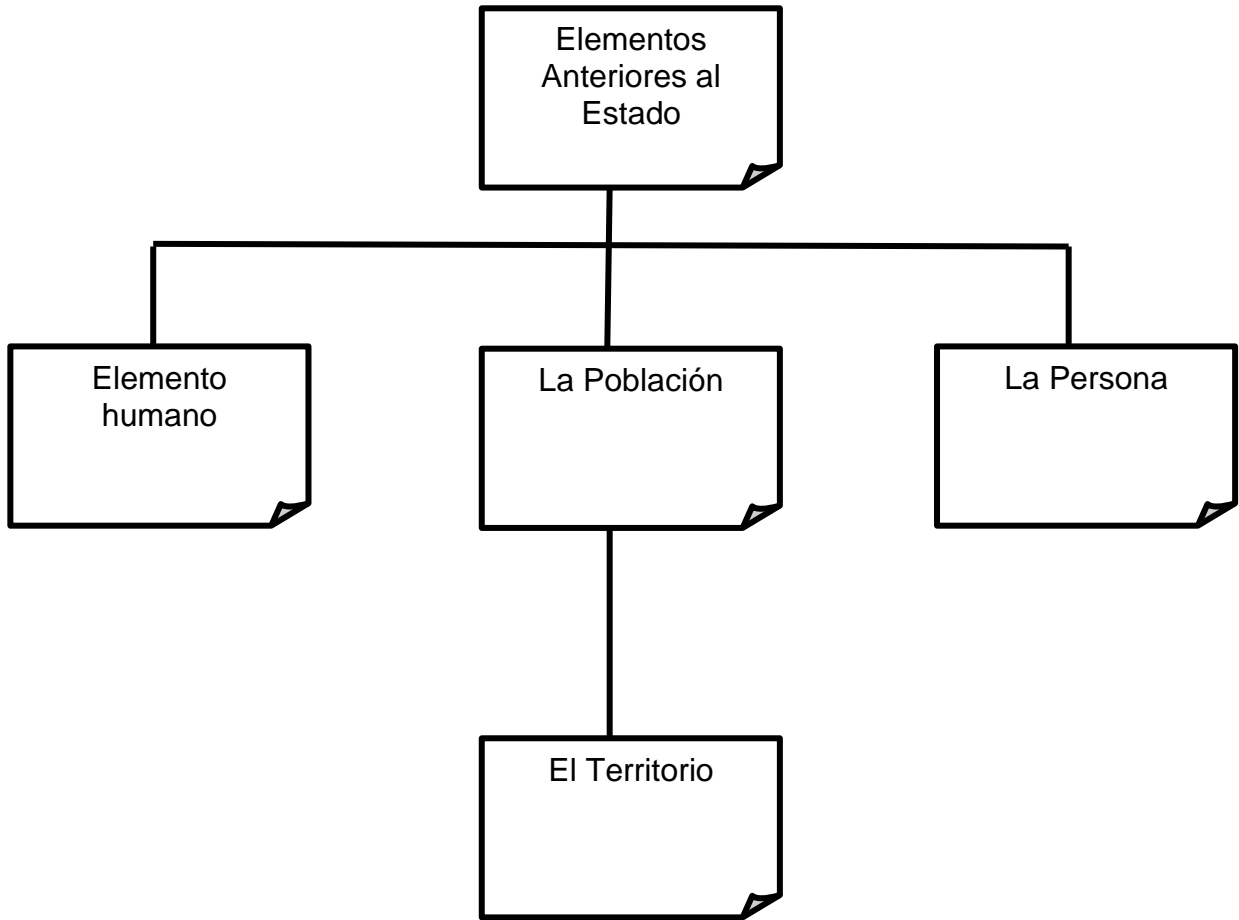 Elementos
Anteriores al
Estado
Elemento
humano
La Población
La Persona
El Territorio